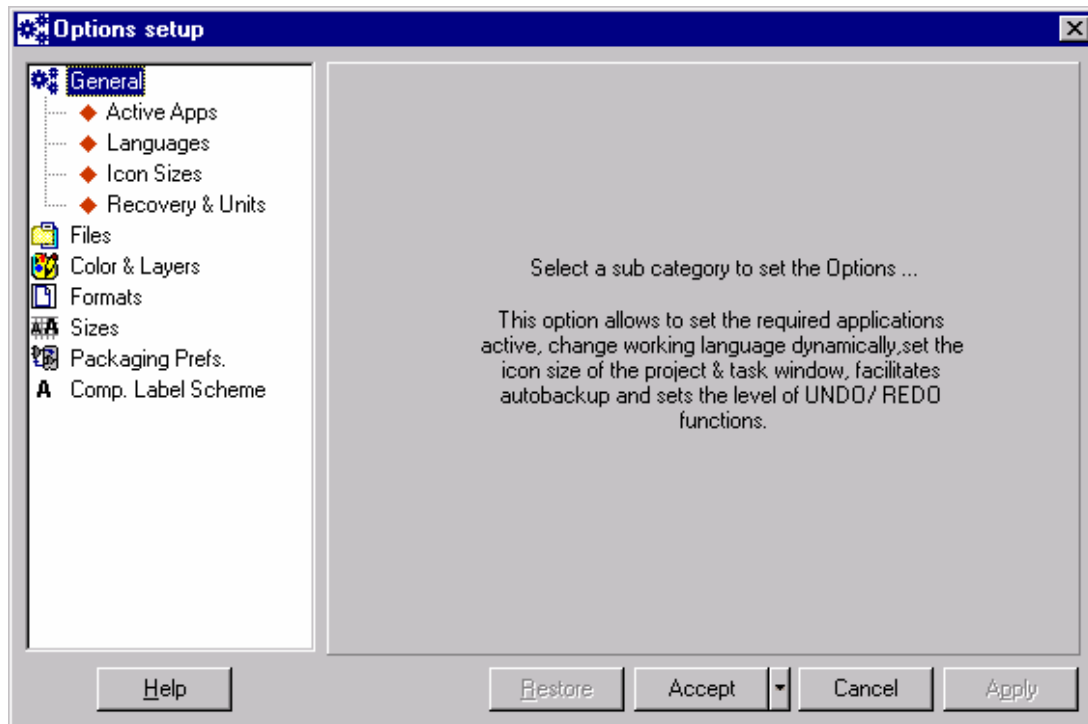 Options setup
General
Active Apps
Languages
Icon Sizes
Recovery & Units
Files
Color & Layers
Formats
Sizes
Packaging Prefs.
A Comp. Label Scheme
Select a sub category to set the Options ...
This option allows to set the required applications
active, change working language dynamically,set the
icon size of the project & task window, facilitates
autobackup and sets the level of UNDO/ REDO
functions.
Help
Restore
Accept
Cancel
Apply